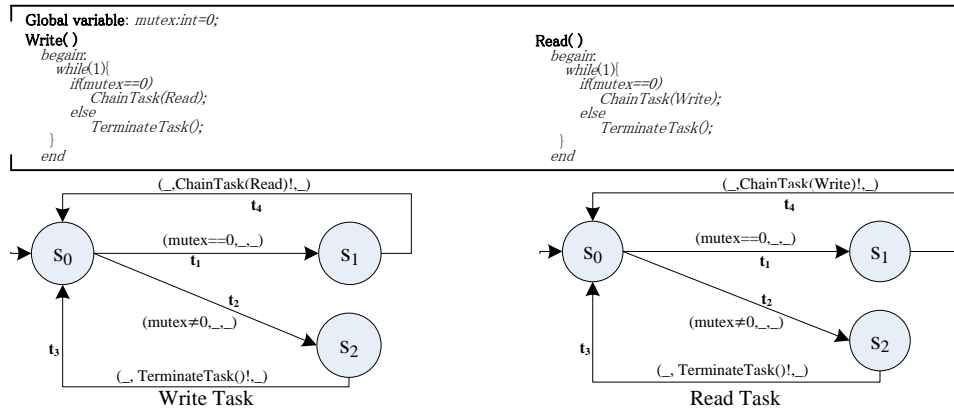 Global variable: mutex:int=0;
Write( )
begain:
while(1){
if(mutex==0)
ChainTask(Read);
else
TerminateTask();
}
end
Read( )
begain:
while(1){
if(mutex==0)
ChainTask(Write);
else
TerminateTask();
}
end
(_,ChainTask(Read)!,_)
t4
S0
(mutex==0,_,_)
t1
S1
t2
(mutex≠0,_,_)
S2
t3
(_, TerminateTask()!,_)
Write Task
(_,ChainTask(Write)!,_)
t4
S0
(mutex==0,_,_)
t1
S1
t2
(mutex≠0,_,_)
S2
t3
(_, TerminateTask()!,_)
Read Task